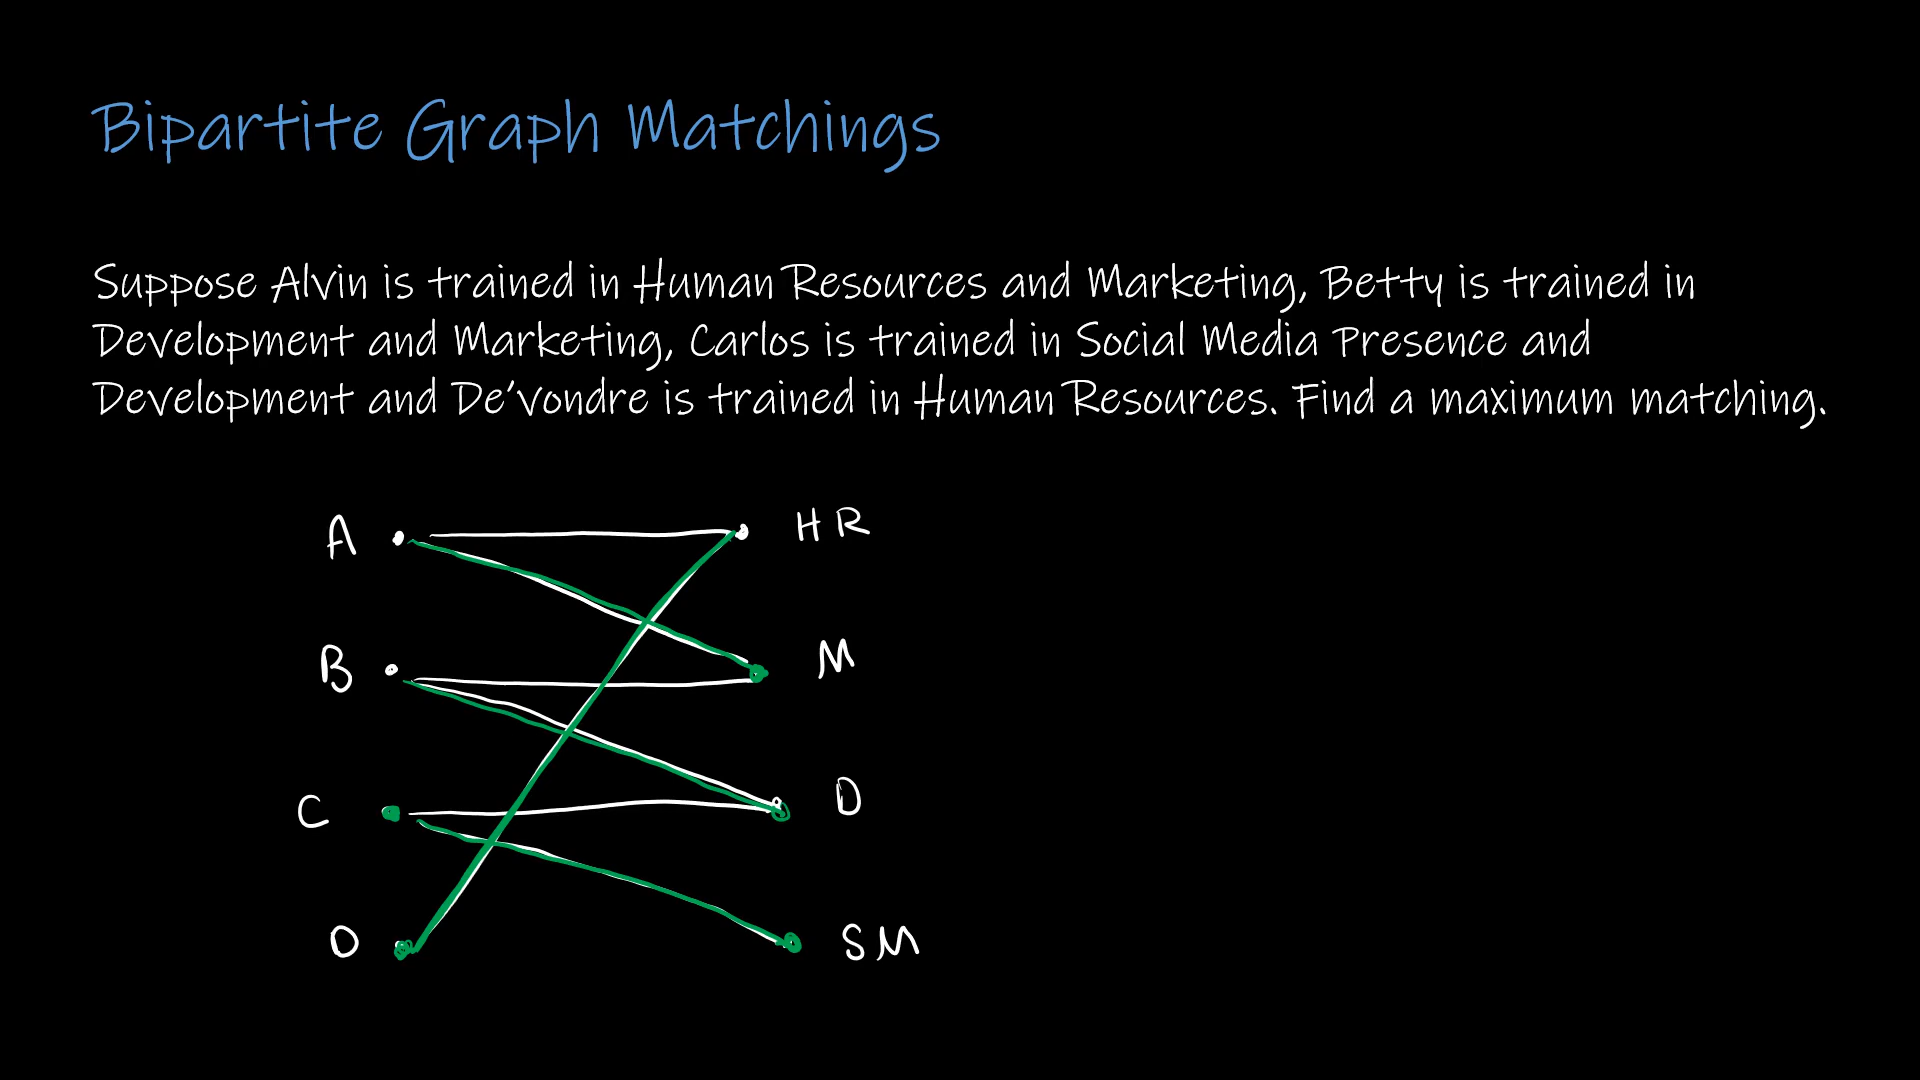 Bipartite Graph Matchings
Suppose Alvin is trained in Human Resources and Marketing, Betty is trained in
Development and Marketing, Carlos is trained in Social Media Presence and
Development and De'vondre is trained in Human Resources. Find a maximum matching.
A HR
B M
C D
D SM